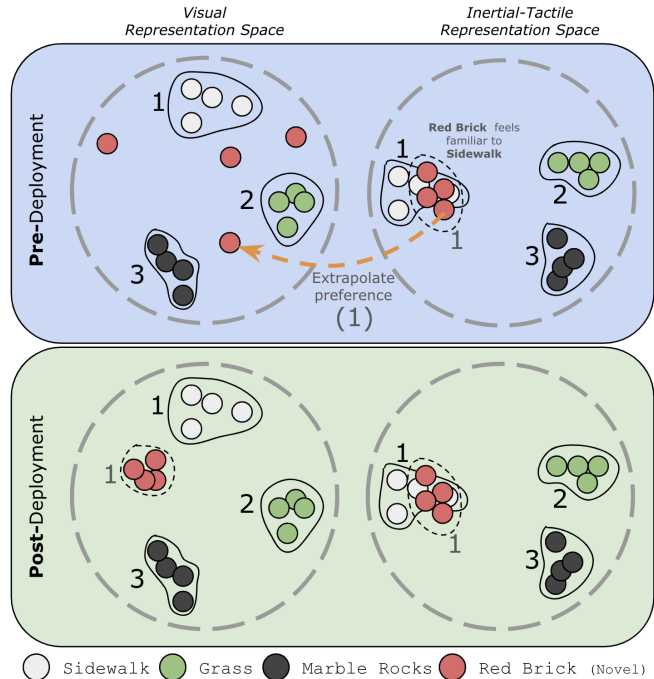 Visual
Representation Space
Inertial-Tactile
Representation Space
Pre-Deployment
1
2
3
Red Brick feels
familiar to
Sidewalk
1
1
2
3
Extrapolate
preference
(1)
Post-Deployment
1
1
2
3
1
1
2
3
Sidewalk Grass Marble Rocks Red Brick (Novel)